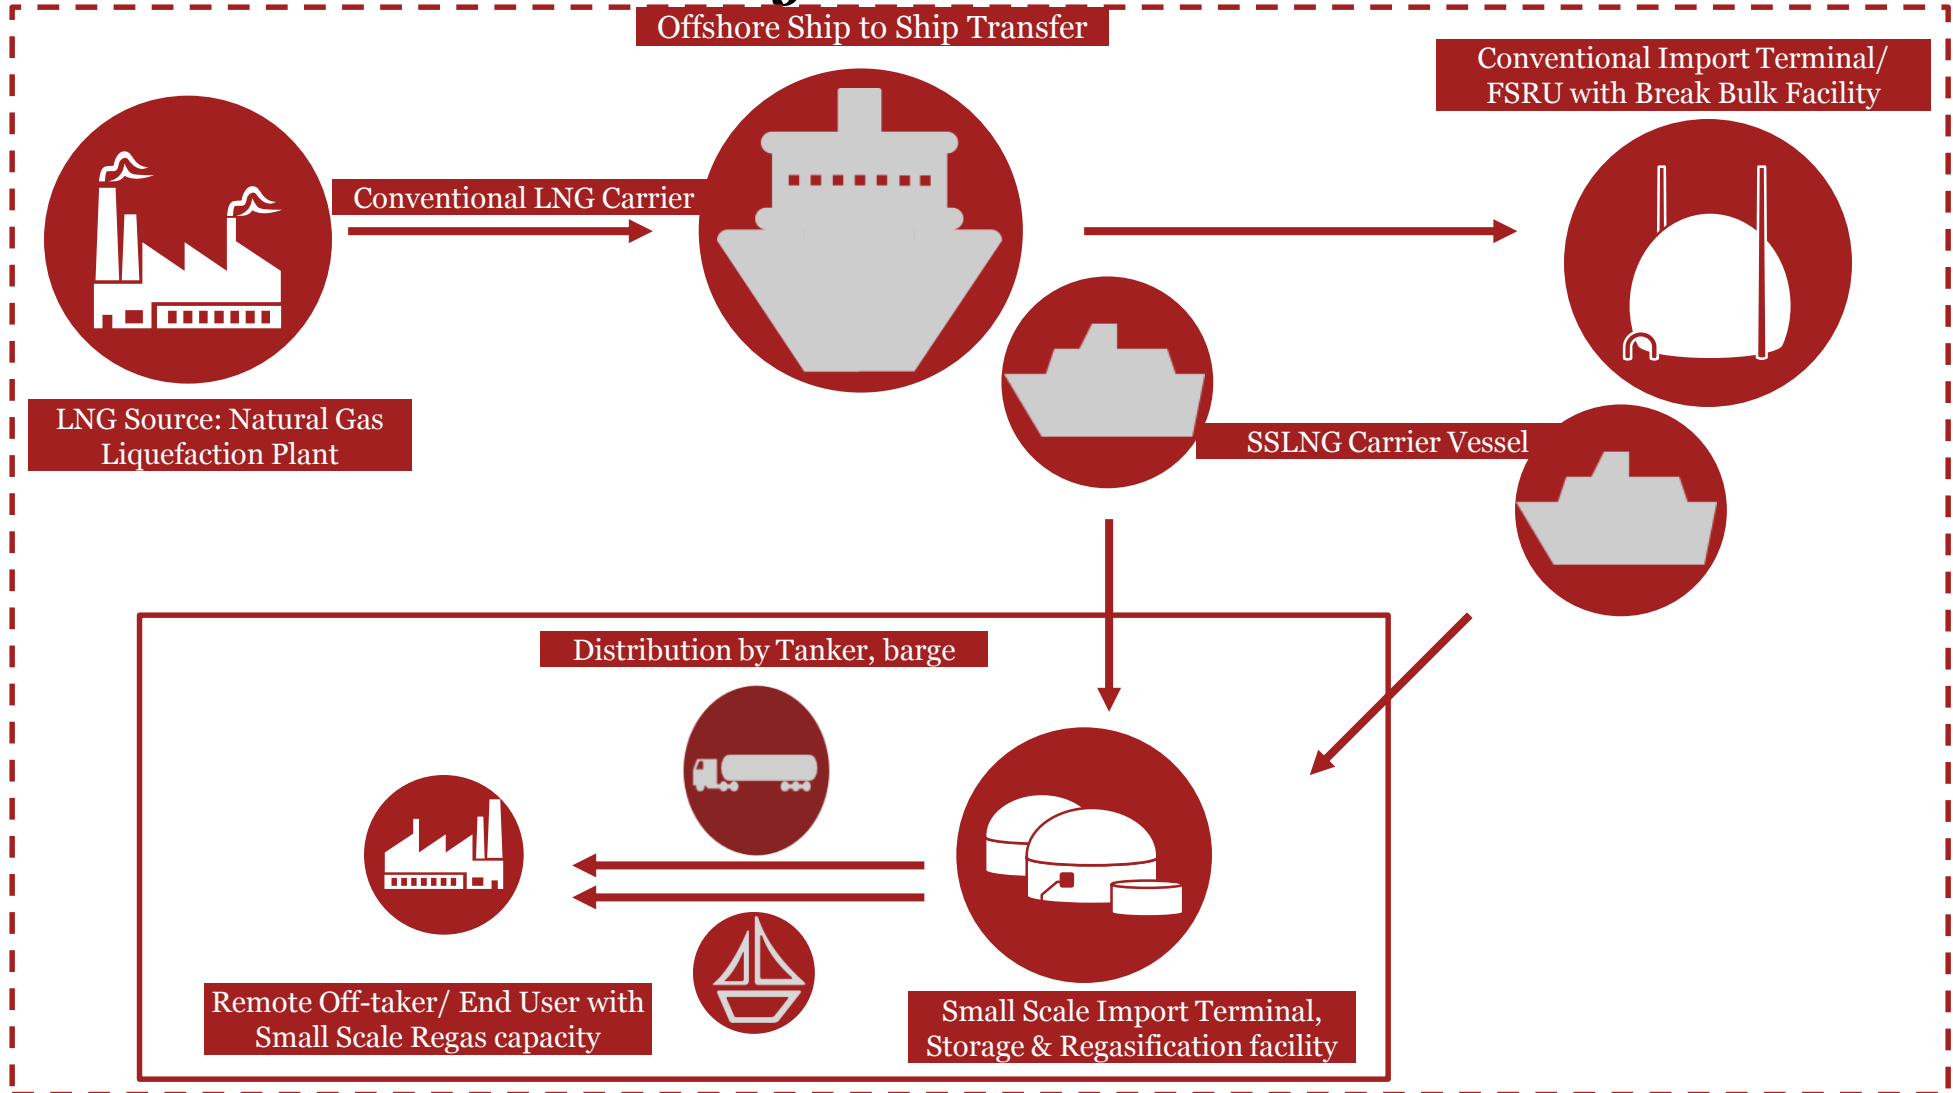 Offshore Ship to Ship Transfer
Conventional Import Terminal/
FSRU with Break Bulk Facility
Conventional LNG Carrier
LNG Source: Natural Gas
Liquefaction Plant
SSLNG Carrier Vessel
Distribution by Tanker, barge
Remote Off-taker/ End User with
Small Scale Regas capacity
Small Scale Import Terminal,
Storage & Regasification facility